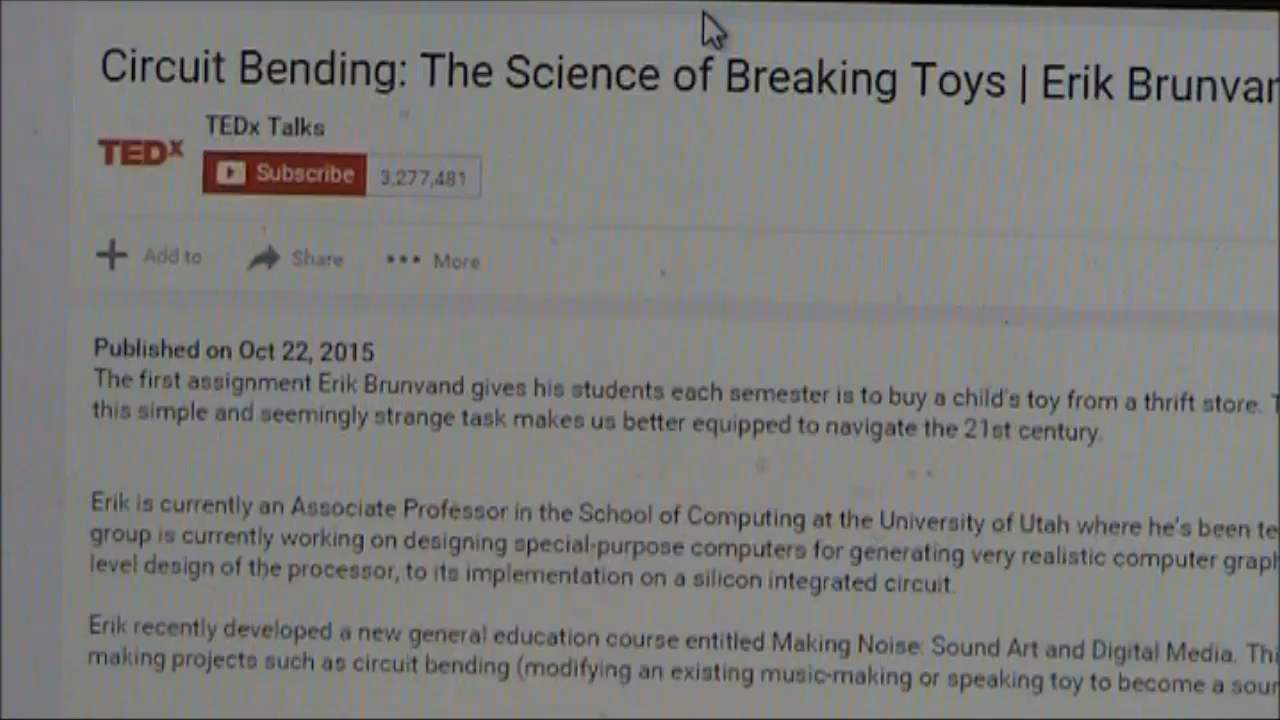 Circuit Bending: The Science of Breaking Toys | Erik
TEDx Talks
TEDx
Subscribe 3,277,481
Add to Share More
Published on Oct 22, 2015
The first assignment Erik Brunvand gives his students each semester is to buy a child's toy from a thrift store.
this simple and seemingly strange task makes us better equipped to navigate the 21st century.
Erik is currently an Associate Professor in the School of Computing at the University of Utah where he's been
group is currently working on designing special-purpose computers for generating very realistic computer
level design of the processor, to its implementation on a silicon integrated circuit.
Erik recently developed a new general education course entitled Making Noise: Sound Art and Digital Media.
making projects such as circuit bending (modifying an existing music-making or speaking toy to become a